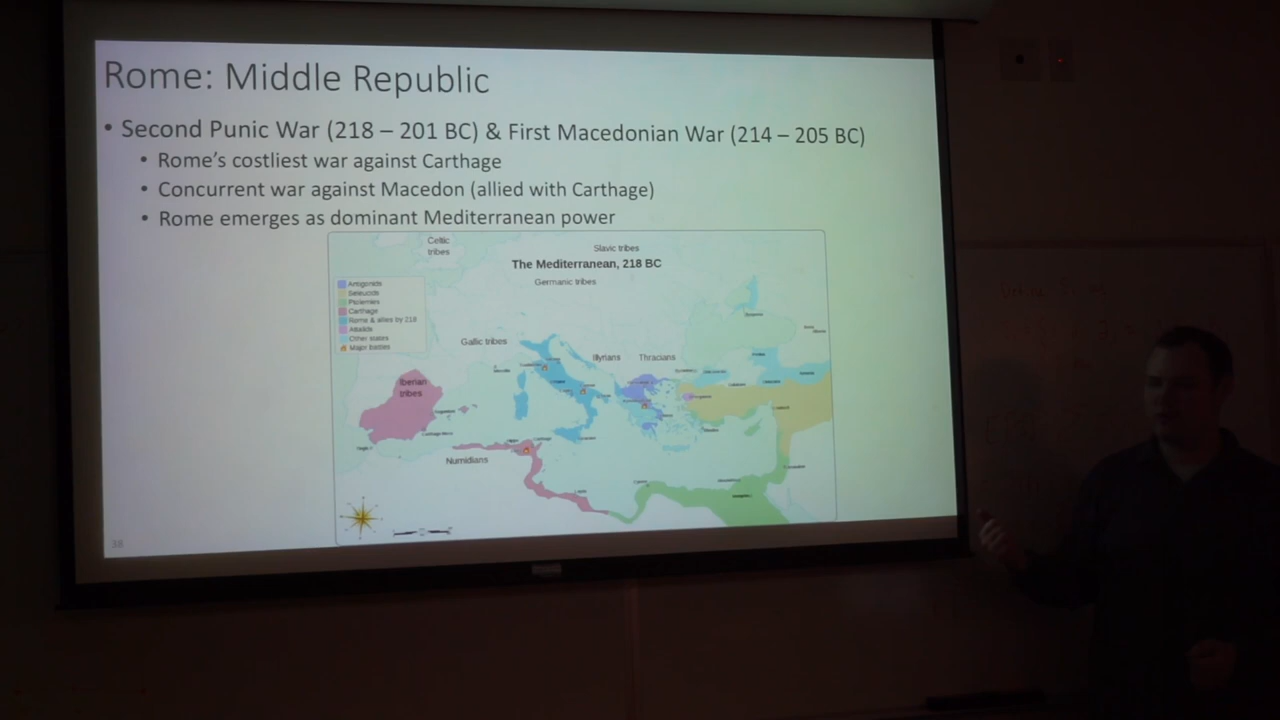 Rome: Middle Republic
• Second Punic War (218 – 201 BC) & First Macedonian War (214 – 205 BC)
• Rome's costliest war against Carthage
• Concurrent war against Macedon (allied with Carthage)
• Rome emerges as dominant Mediterranean power
Celtic
tribes
Slavic tribes
The Mediterranean, 218 BC
Germanic tribes
Antigonids
Seleucids
Ptolemies
Carthage
Rome & allies by 218
Attalids
Other states
Major battles
Gallic tribes
Illyrians
Thracians
Iberian
tribes
Carthage
Numidians
36